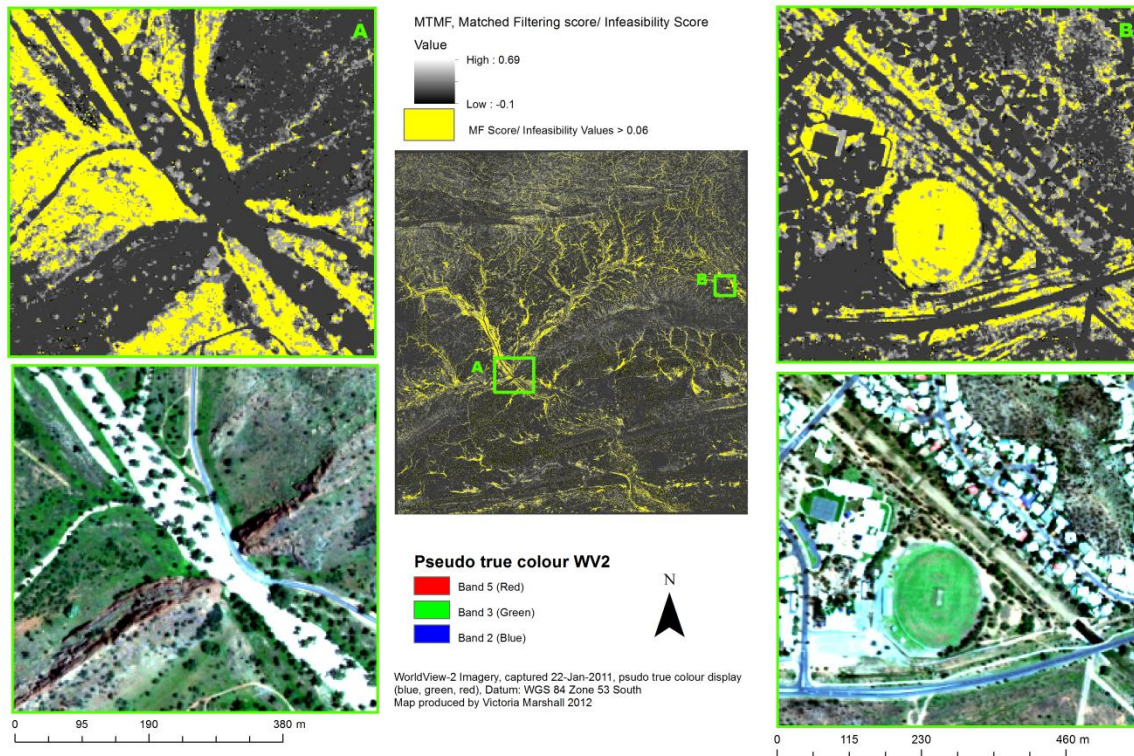 MTMF, Matched Filtering score/ Infeasibility Score
Value
High : 0.69
Low : -0.1
MF Score/ Infeasibility Values > 0.06
A
B
A
B
Pseudo true colour WV2
Band 5 (Red)
Band 3 (Green)
Band 2 (Blue)
N
WorldView-2 Imagery, captured 22-Jan-2011, psudo true colour display
(blue, green, red), Datum: WGS 84 Zone 53 South
Map produced by Victoria Marshall 2012
0 95 190 380 m
0 115 230 460 m